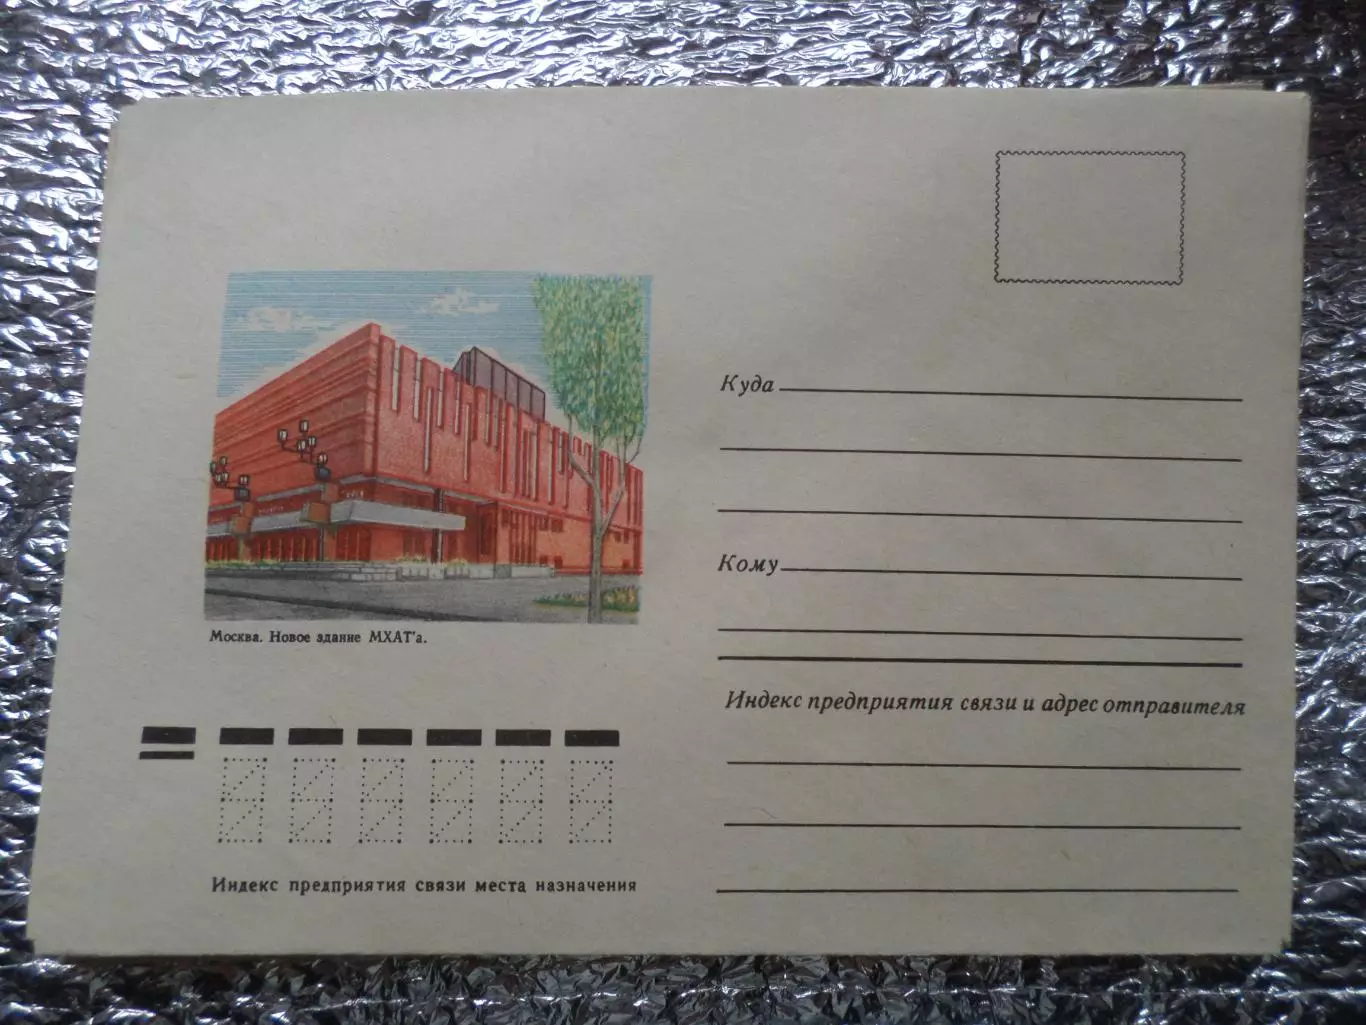 Куда
Кому
Москва. Новое здание МХАТ'а.
Индекс предприятия связи и адрес отправителя
Индекс предприятия связи места назначения